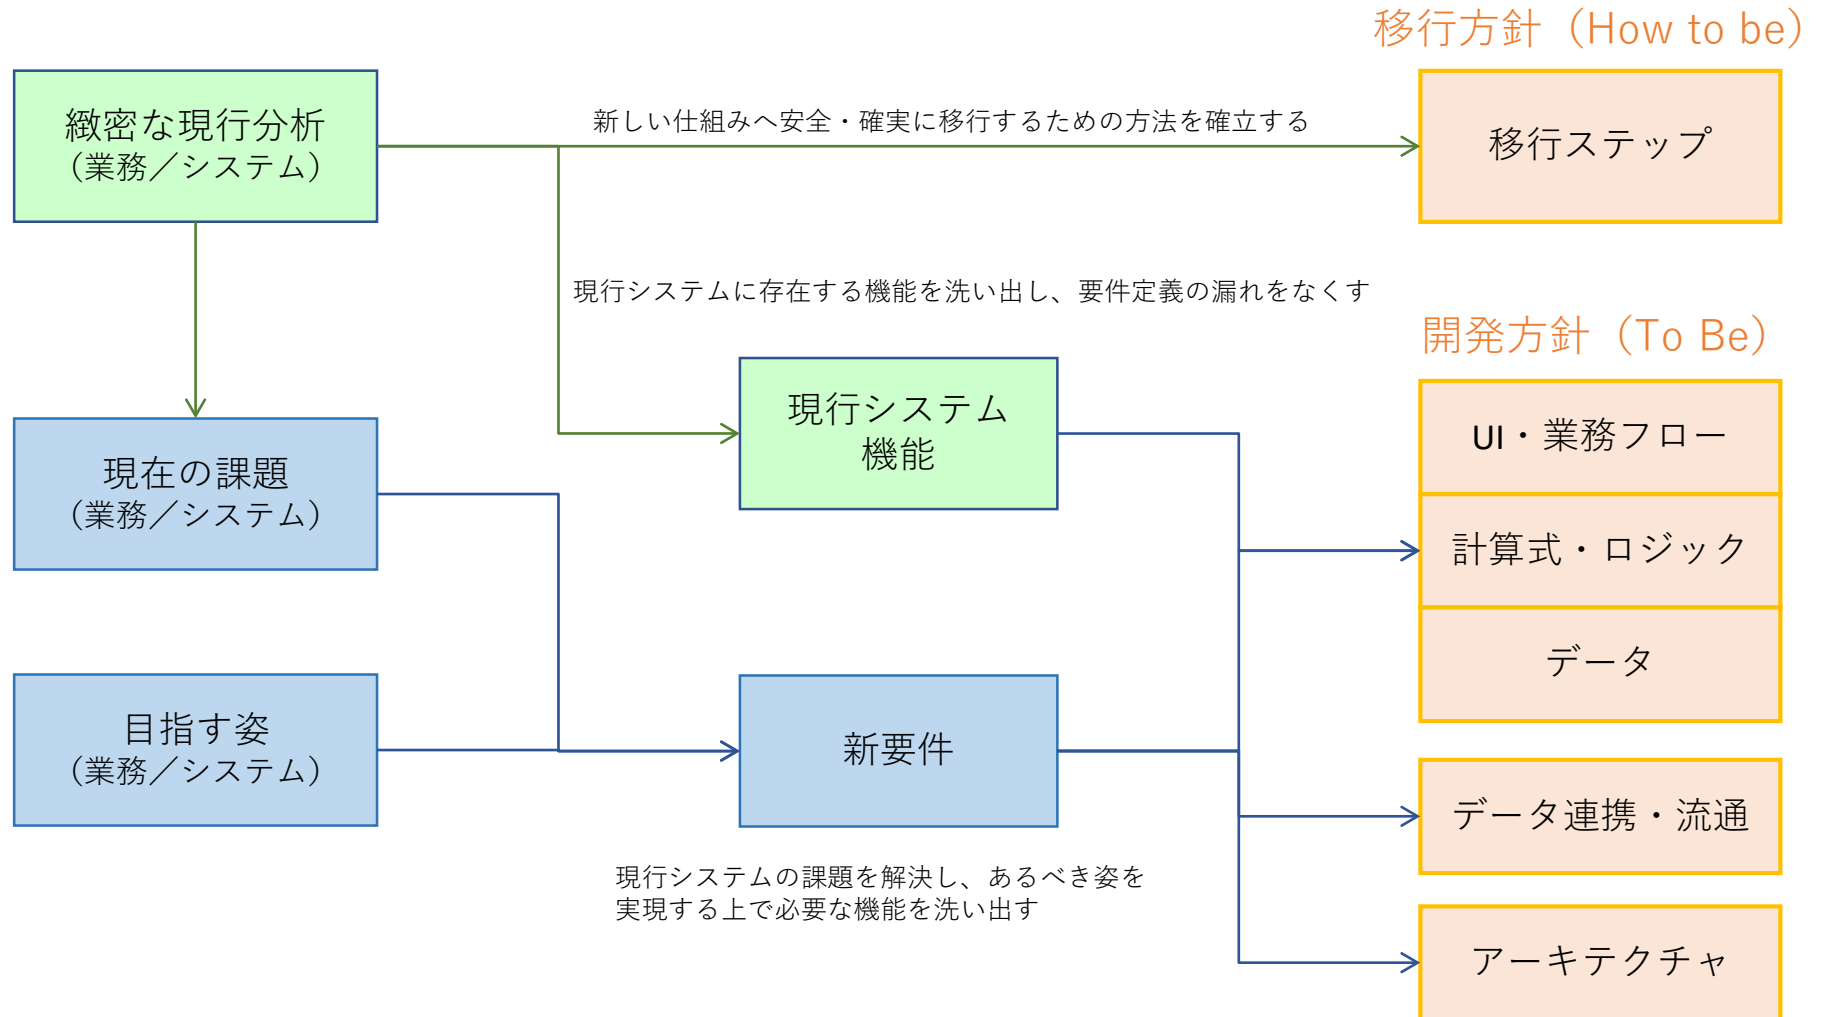 移行方針（How to be）
緻密な現行分析
（業務／システム）
新しい仕組みへ安全・確実に移行するための方法を確立する
移行ステップ
現行システムに存在する機能を洗い出し、要件定義の漏れをなくす
開発方針（To Be）
現行システム
機能
UI・業務フロー
現在の課題
（業務／システム）
計算式・ロジック
データ
目指す姿
（業務／システム）
新要件
データ連携・流通
現行システムの課題を解決し、あるべき姿を
実現する上で必要な機能を洗い出す
アーキテクチャ